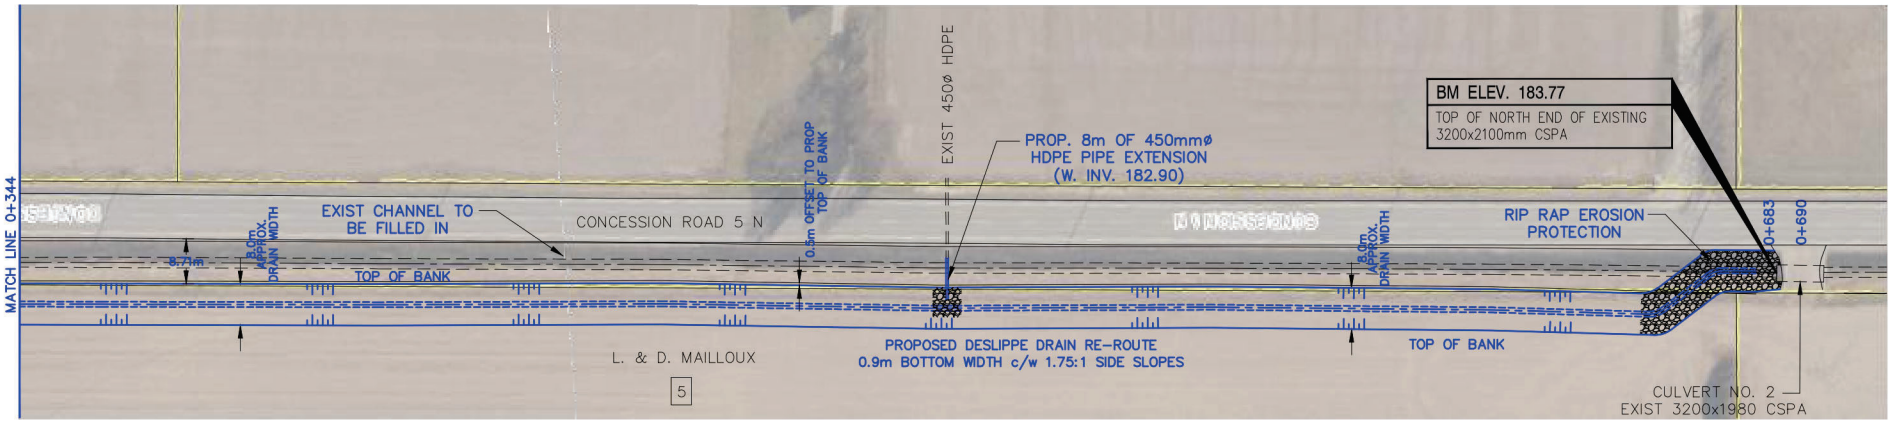 MATCH LINE 0+344
EXIST 450ø HDPE
BM ELEV. 183.77
TOP OF NORTH END OF EXISTING
3200x2100mm CSPA
PROP. 8m OF 450mmø
HDPE PIPE EXTENSION
(W. INV. 182.90)
0.5m OFFSET TO PROP
TOP OF BANK
EXIST CHANNEL TO
BE FILLED IN
CONCESSION ROAD 5 N
RIP RAP EROSION
PROTECTION
0+683
0+690
8.71m
8.0m
APPROX.
DRAIN WIDTH
TOP OF BANK
8.0m
APPROX.
DRAIN WIDTH
PROPOSED DESLIPPE DRAIN RE-ROUTE
0.9m BOTTOM WIDTH c/w 1.75:1 SIDE SLOPES
TOP OF BANK
L. & D. MAILLOUX
5
CULVERT NO. 2
EXIST 3200x1980 CSPA